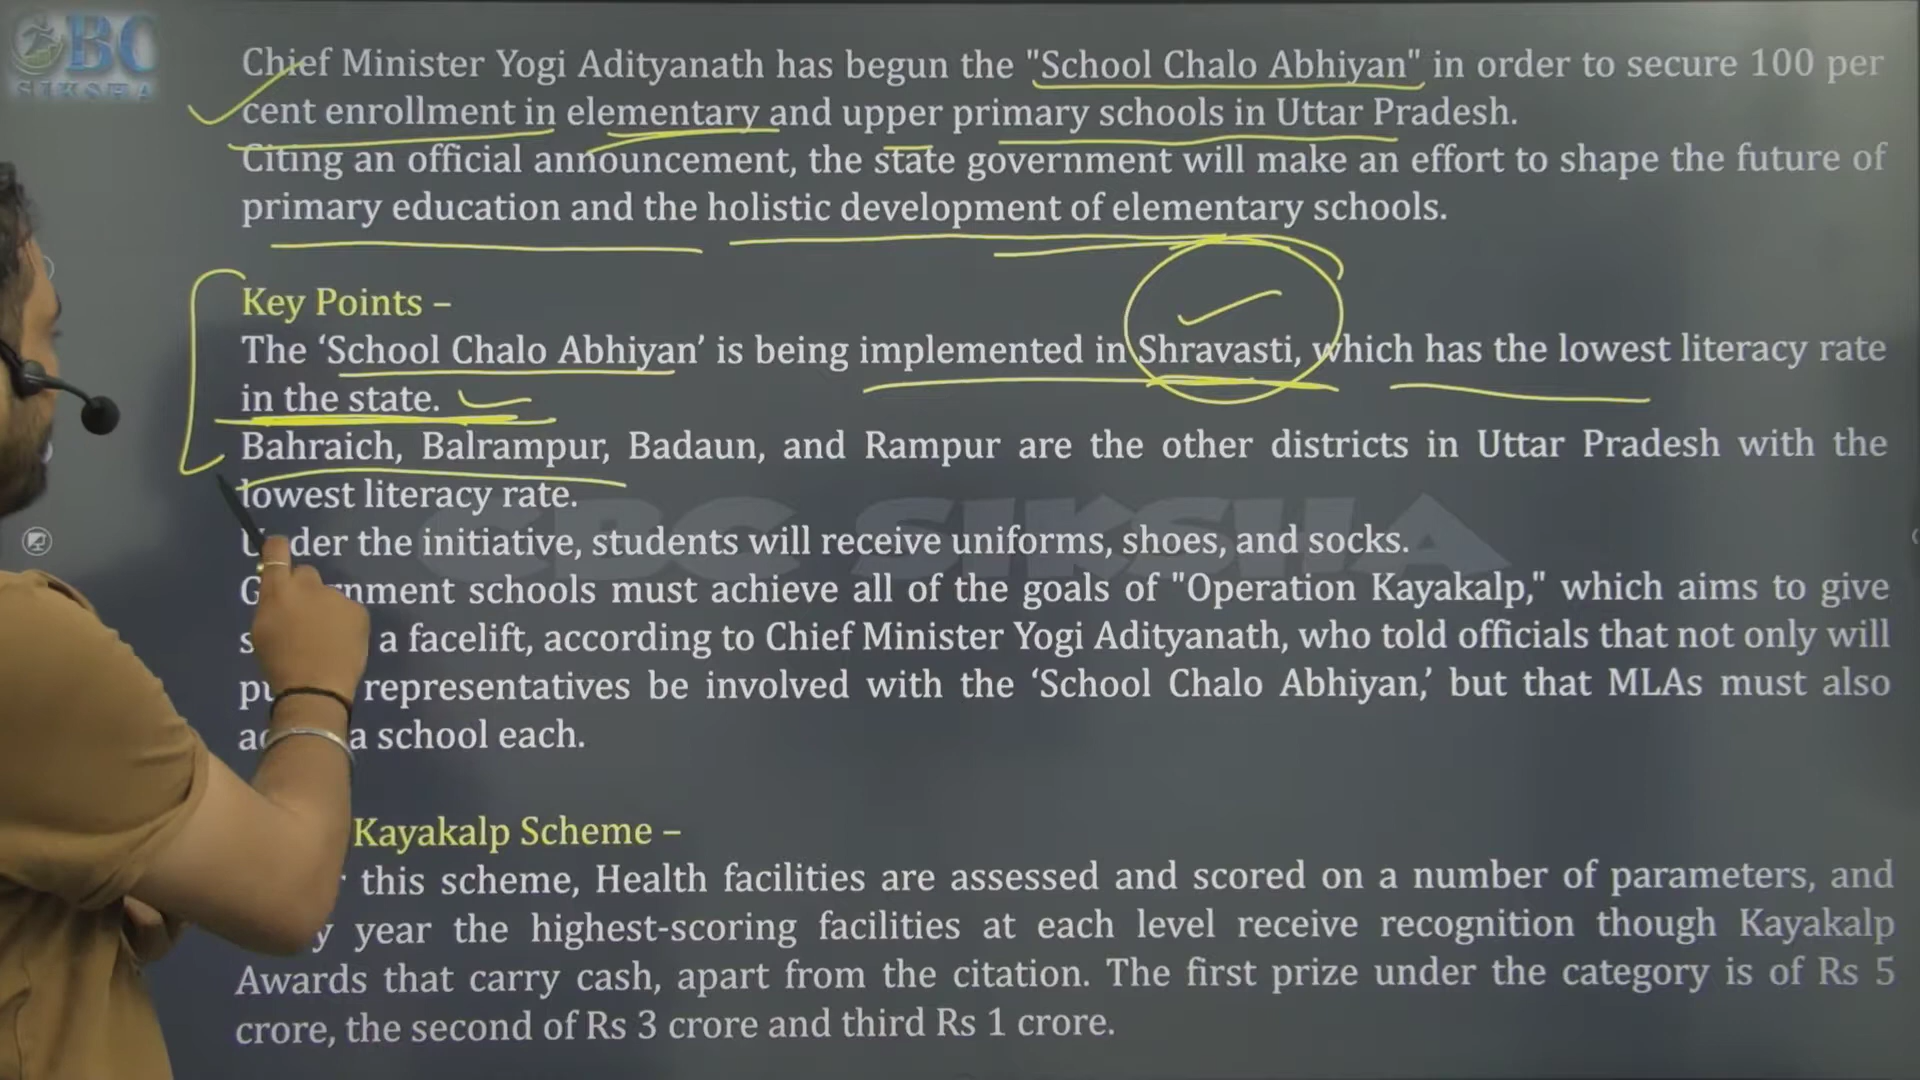 CBC
SIKSHA
Chief Minister Yogi Adityanath has begun the "School Chalo Abhiyan" in order to secure 100 per
cent enrollment in elementary and upper primary schools in Uttar Pradesh.
Citing an official announcement, the state government will make an effort to shape the future of
primary education and the holistic development of elementary schools.
Key Points –
The ‘School Chalo Abhiyan’ is being implemented in Shravasti, which has the lowest literacy rate
in the state.
Bahraich, Balrampur, Badaun, and Rampur are the other districts in Uttar Pradesh with the
lowest literacy rate.
CBC SIKSHA
der the initiative, students will receive uniforms, shoes, and socks.
nment schools must achieve all of the goals of "Operation Kayakalp," which aims to give
a facelift, according to Chief Minister Yogi Adityanath, who told officials that not only will
representatives be involved with the ‘School Chalo Abhiyan,’ but that MLAs must also
a school each.
Kayakalp Scheme –
this scheme, Health facilities are assessed and scored on a number of parameters, and
year the highest-scoring facilities at each level receive recognition though Kayakalp
Awards that carry cash, apart from the citation. The first prize under the category is of Rs 5
crore, the second of Rs 3 crore and third Rs 1 crore.